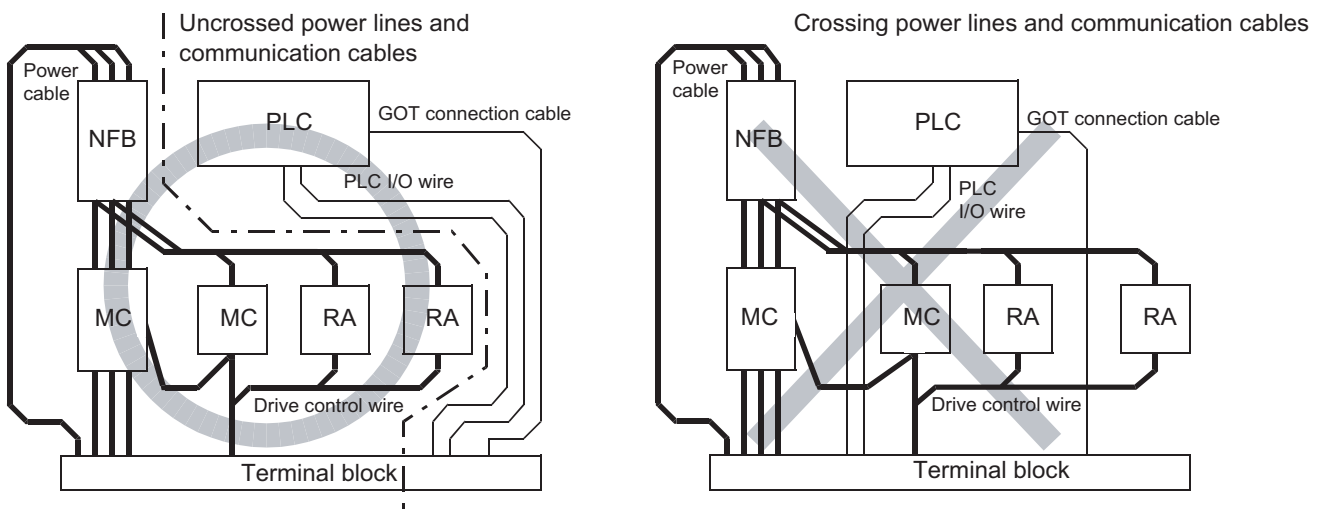 Uncrossed power lines and
communication cables
Power
cable
NFB
PLC
GOT connection cable
PLC I/O wire
MC
MC
RA
RA
Drive control wire
Terminal block
Crossing power lines and communication cables
Power
cable
NFB
PLC
GOT connection cable
PLC
I/O wire
MC
MC
RA
RA
Drive control wire
Terminal block